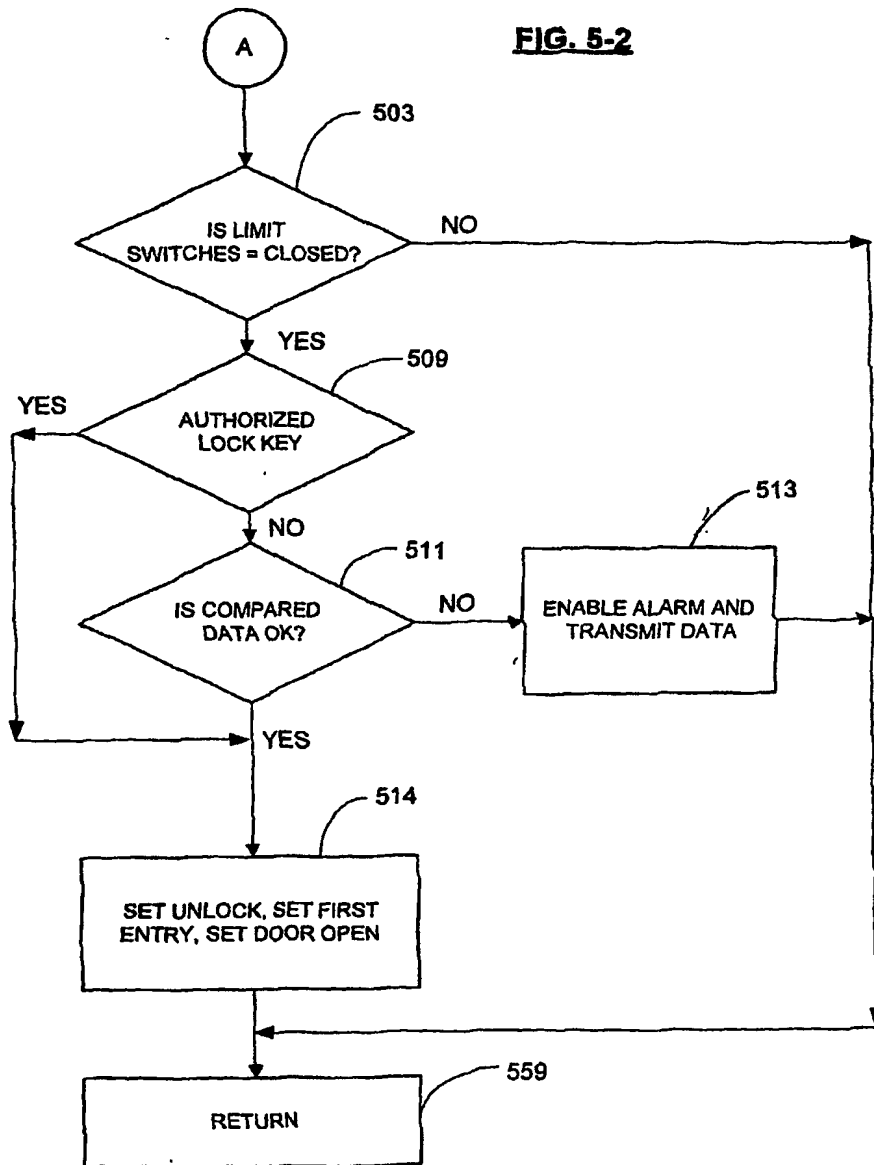 FIG. 5-2
A
503
IS LIMIT
SWITCHES = CLOSED?
NO
YES
509
YES
AUTHORIZED
LOCK KEY
NO
511
513
IS COMPARED
DATA OK?
NO
ENABLE ALARM AND
TRANSMIT DATA
YES
514
SET UNLOCK, SET FIRST
ENTRY, SET DOOR OPEN
559
RETURN